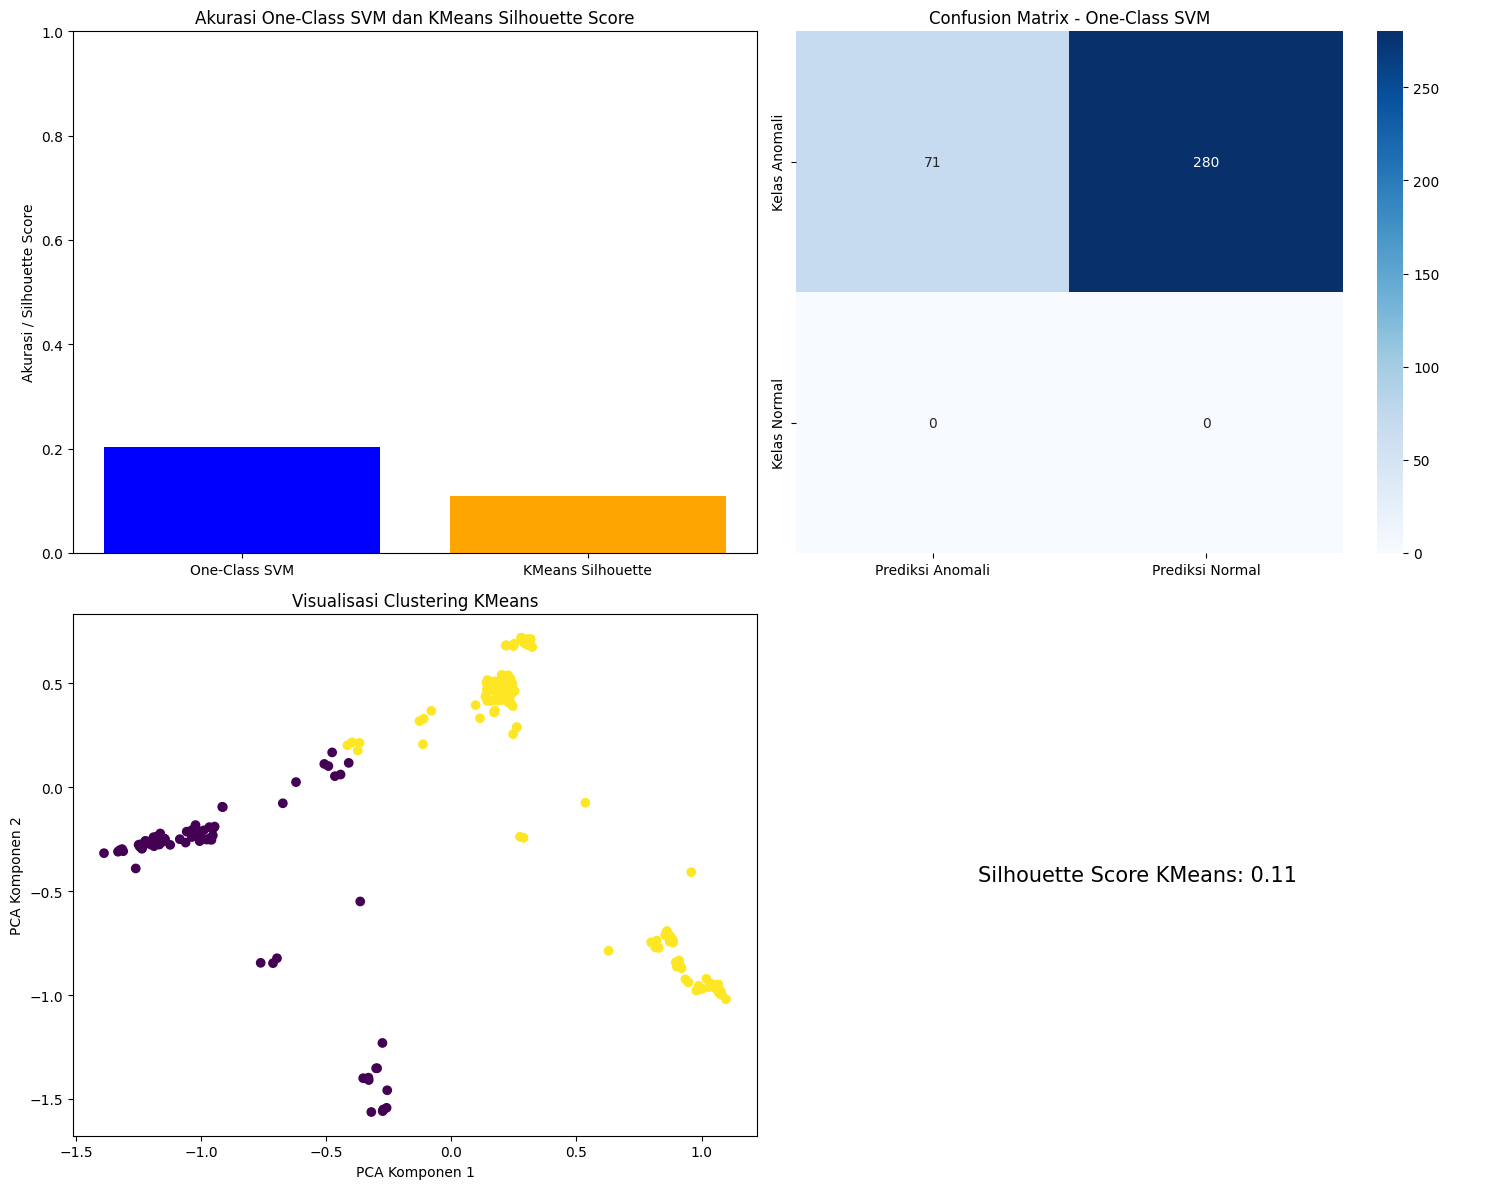 Akurasi One-Class SVM dan KMeans Silhouette Score
Akurasi / Silhouette Score
1.0
0.8
0.6
0.4
0.2
0.0
One-Class SVM
KMeans Silhouette
Confusion Matrix - One-Class SVM
Kelas Anomali
Kelas Normal
71
280
0
0
Prediksi Anomali
Prediksi Normal
250
200
150
100
50
0
Visualisasi Clustering KMeans
PCA Komponen 2
0.5
0.0
−0.5
−1.0
−1.5
−1.5
−1.0
−0.5
0.0
0.5
1.0
PCA Komponen 1
Silhouette Score KMeans: 0.11